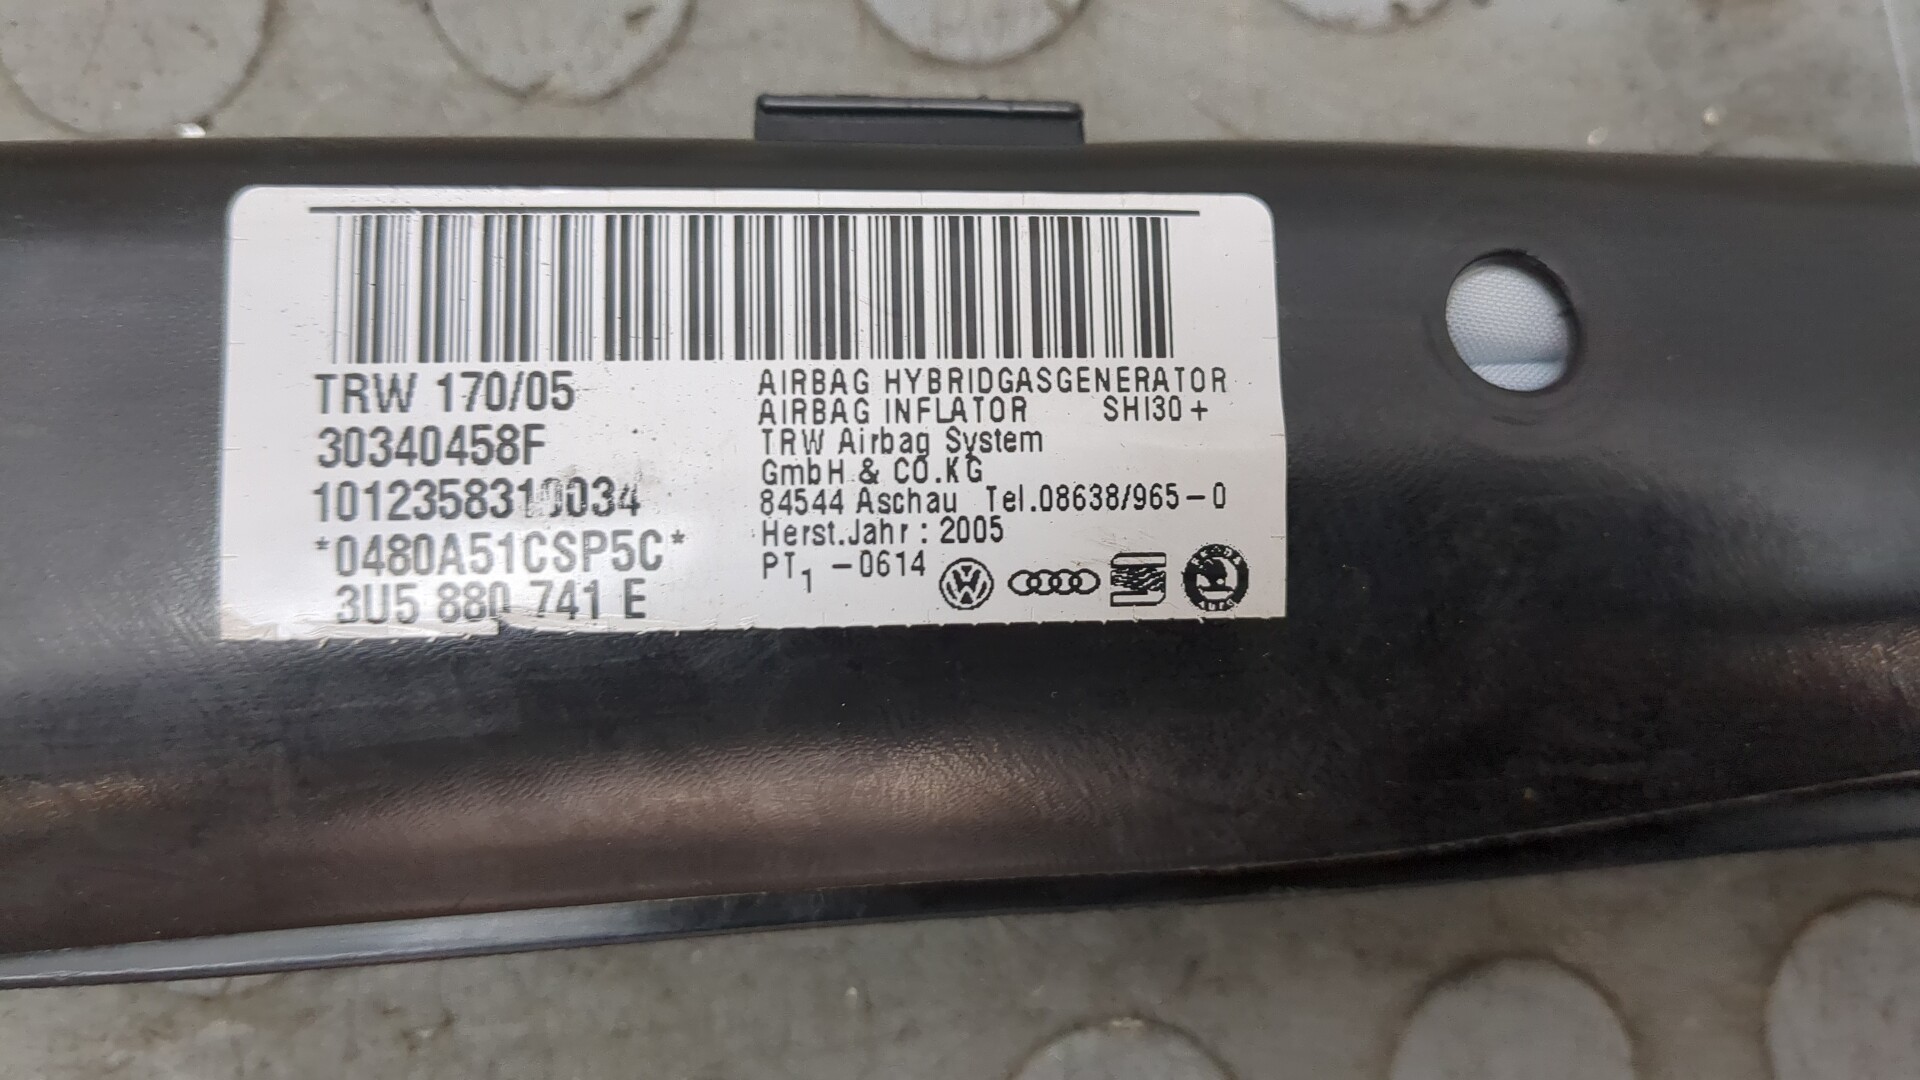 TRW 170/05
30340458F
*0480A51CSP5C*
3U5 880 741 E
AIRBAG HYBRIDGASGENERATOR
AIRBAG INFLATOR SHI30+
TRW Airbag System
GmbH & CO.KG
84544 Aschau Tel.08638/965-0
Herst.Jahr: 2005
PT1 -0614